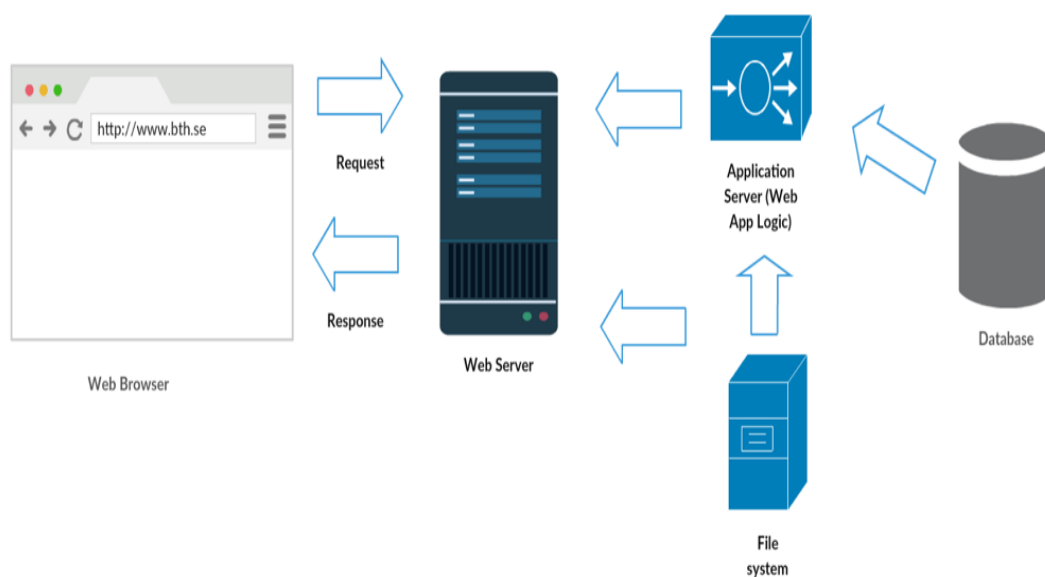 http://www.bth.se
Request
Response
Web Browser
Web Server
Application
Server (Web
App Logic)
File
system
Database